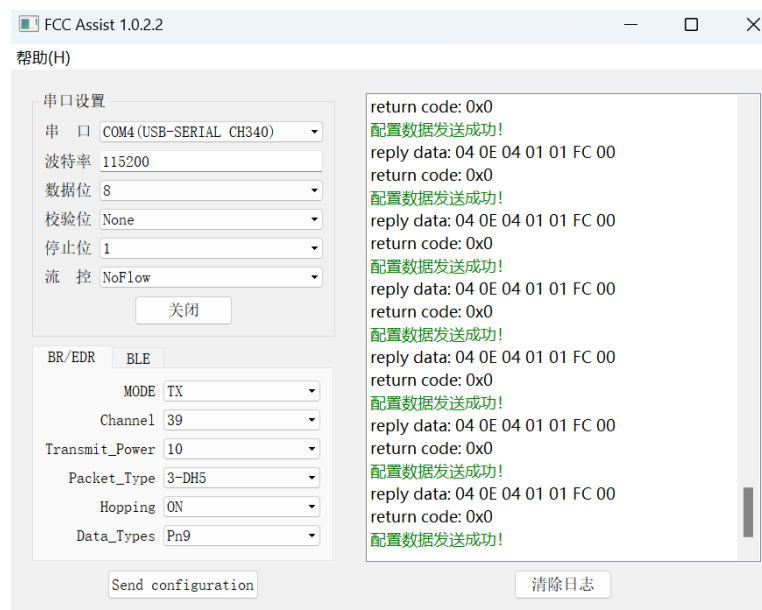 FCC Assist 1.0.2.2
帮助(H)
串口设置
串 口 COM4(USB-SERIAL CH340)
波特率 115200
数据位 8
校验位 None
停止位 1
流 控 NoFlow
关闭
BR/EDR BLE
MODE TX
Channel 39
Transmit_Power 10
Packet_Type 3-DH5
Hopping ON
Data_Types Pn9
Send configuration
return code: 0x0
配置数据发送成功!
reply data: 04 0E 04 01 01 FC 00
return code: 0x0
配置数据发送成功!
reply data: 04 0E 04 01 01 FC 00
return code: 0x0
配置数据发送成功!
reply data: 04 0E 04 01 01 FC 00
return code: 0x0
配置数据发送成功!
reply data: 04 0E 04 01 01 FC 00
return code: 0x0
配置数据发送成功!
reply data: 04 0E 04 01 01 FC 00
return code: 0x0
配置数据发送成功!
reply data: 04 0E 04 01 01 FC 00
return code: 0x0
配置数据发送成功!
清除日志